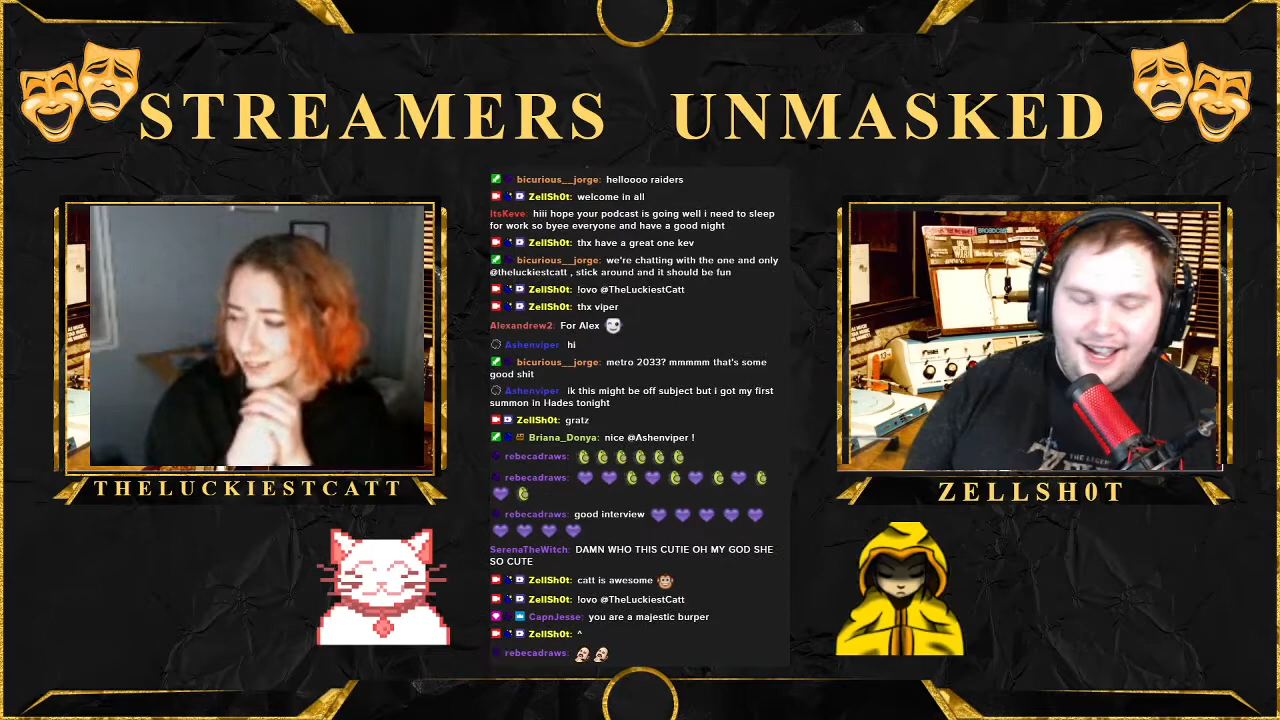 STREAMERS UNMASKED
bicurious__jorge: helloooo raiders
ZellSh0t: welcome in all
ItsKeve: hiii hope your podcast is going well i need to sleep
for work so byee everyone and have a good night
ZellSh0t: thx have a great one kev
bicurious__jorge: we're chatting with the one and only
@theluckiestcatt , stick around and it should be fun
ZellSh0t: !ovo @TheLuckiestCatt
ZellSh0t: thx viper
Alexandrew2: For Alex
Ashenviper hi
bicurious__jorge: metro 2033? mmmmm that's some
good shit
Ashenviper ik this might be off subject but i got my first
summon in Hades tonight
ZellSh0t: gratz
Briana_Donya: nice @Ashenviper !
rebecadraws:
rebecadraws:
rebecadraws: good interview
SerenaTheWitch: DAMN WHO THIS CUTIE OH MY GOD SHE
SO CUTE
ZellSh0t: catt is awesome
ZellSh0t: !ovo @TheLuckiestCatt
CapnJesse: you are a majestic burper
ZellSh0t: ^
rebecadraws:
THELUCKIESTCATT
ZELLSH0T